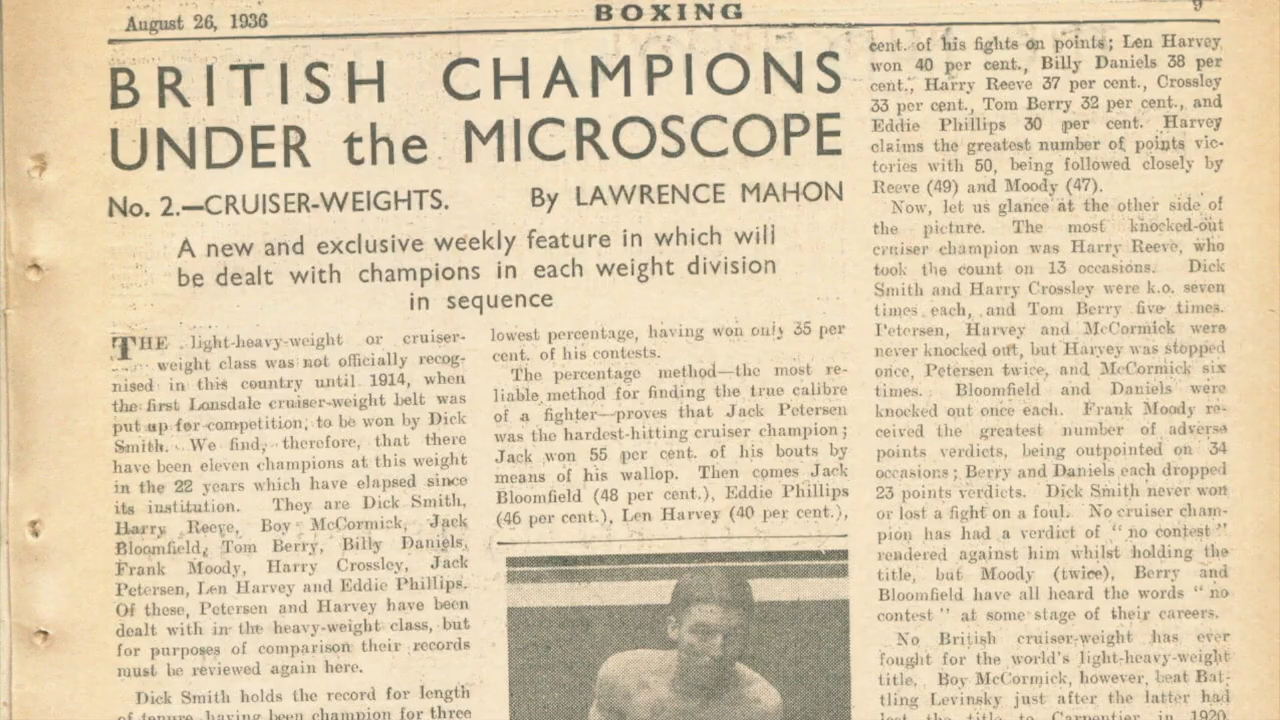 August 26, 1936
BOXING
9
BRITISH CHAMPIONS
UNDER the MICROSCOPE
No. 2.—CRUISER-WEIGHTS. By LAWRENCE MAHON
A new and exclusive weekly feature in which will
be dealt with champions in each weight division
in sequence
THE light-heavy-weight or cruiser-
weight class was not officially recog-
nised in this country until 1914, when
the first Lonsdale cruiser-weight belt was
put up for competition, to be won by Dick
Smith. We find, therefore, that there
have been eleven champions at this weight
in the 22 years which have elapsed since
its institution. They are Dick Smith,
Harry Reeve, Boy McCormick, Jack
Bloomfield, Tom Berry, Billy Daniels,
Frank Moody, Harry Crossley, Jack
Petersen, Len Harvey and Eddie Phillips.
Of these, Petersen and Harvey have been
dealt with in the heavy-weight class, but
for purposes of comparison their records
must be reviewed again here.
Dick Smith holds the record for length
of tenure, having been champion for three
lowest percentage, having won only 35 per
cent. of his contests.
The percentage method—the most re-
liable method for finding the true calibre
of a fighter—proves that Jack Petersen
was the hardest-hitting cruiser champion;
Jack won 55 per cent. of his bouts by
means of his wallop. Then comes Jack
Bloomfield (48 per cent.), Eddie Phillips
(46 per cent.), Len Harvey (40 per cent.),
cent. of his fights on points; Len Harvey
won 40 per cent., Billy Daniels 38 per
cent., Harry Reeve 37 per cent., Crossley
33 per cent., Tom Berry 32 per cent., and
Eddie Phillips 30 per cent. Harvey
claims the greatest number of points vic-
tories with 50, being followed closely by
Reeve (49) and Moody (47).
Now, let us glance at the other side of
the picture. The most knocked-out
cruiser champion was Harry Reeve, who
took the count on 13 occasions. Dick
Smith and Harry Crossley were k.o. seven
times each, and Tom Berry five times.
Petersen, Harvey and McCormick were
never knocked out, but Harvey was stopped
once, Petersen twice, and McCormick six
times. Bloomfield and Daniels were
knocked out once each. Frank Moody re-
ceived the greatest number of adverse
points verdicts, being outpointed on 34
occasions; Berry and Daniels each dropped
23 points verdicts. Dick Smith never won
or lost a fight on a foul. No cruiser cham-
pion has had a verdict of "no contest"
rendered against him whilst holding the
title, but Moody (twice), Berry and
Bloomfield have all heard the words "no
contest" at some stage of their careers.
No British cruiser-weight has ever
fought for the world's light-heavy-weight
title. Boy McCormick, however, beat Bat-
tling Levinsky just after the latter had
lost the title to Carpentier in 1920.